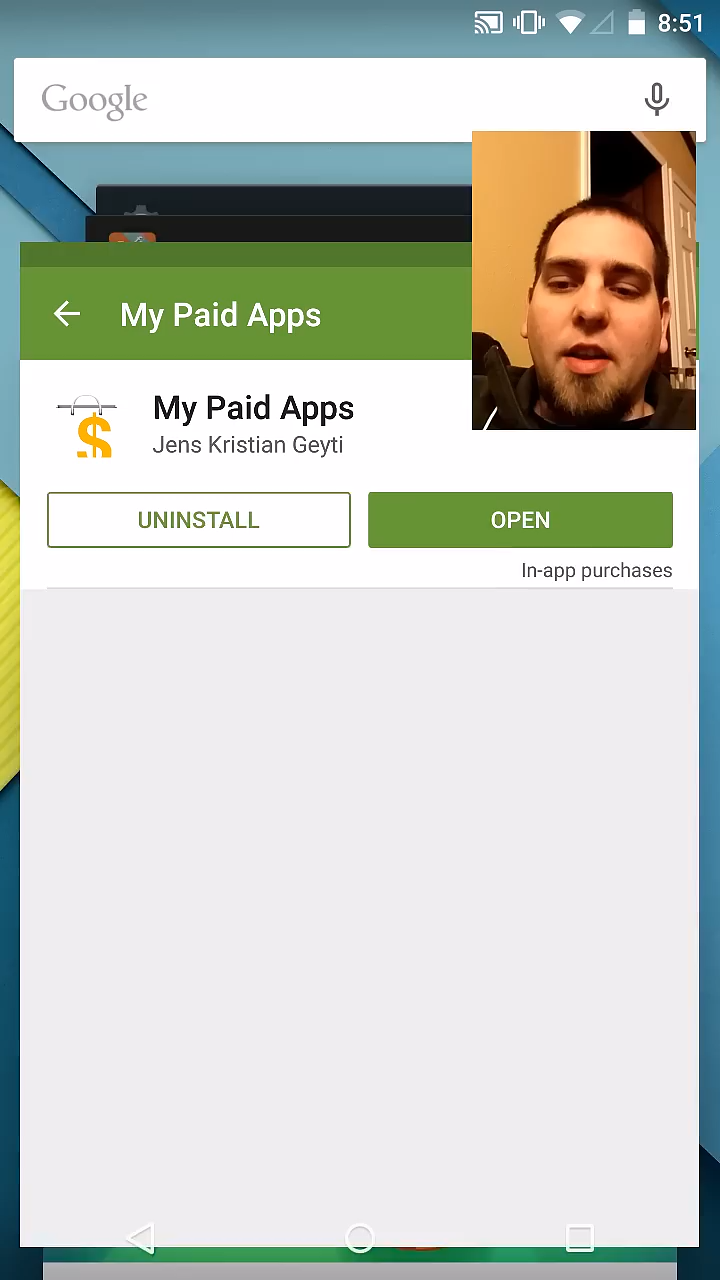 8:51
Google
My Paid Apps
My Paid Apps
Jens Kristian Geyti
UNINSTALL
OPEN
In-app purchases